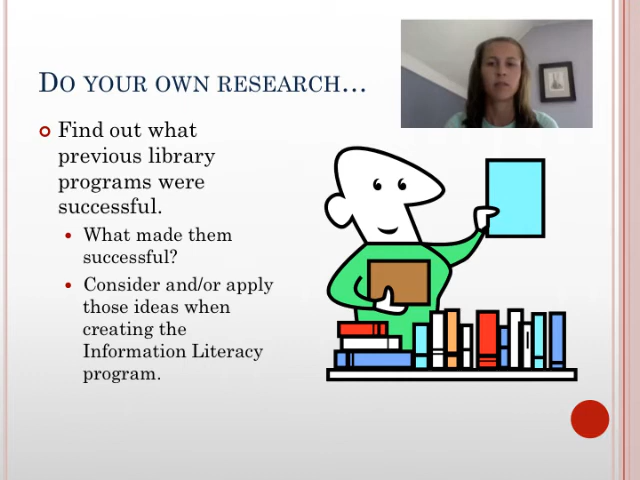 Do your own research…
Find out what
previous library
programs were
successful.
What made them
successful?
Consider and/or apply
those ideas when
creating the
Information Literacy
program.